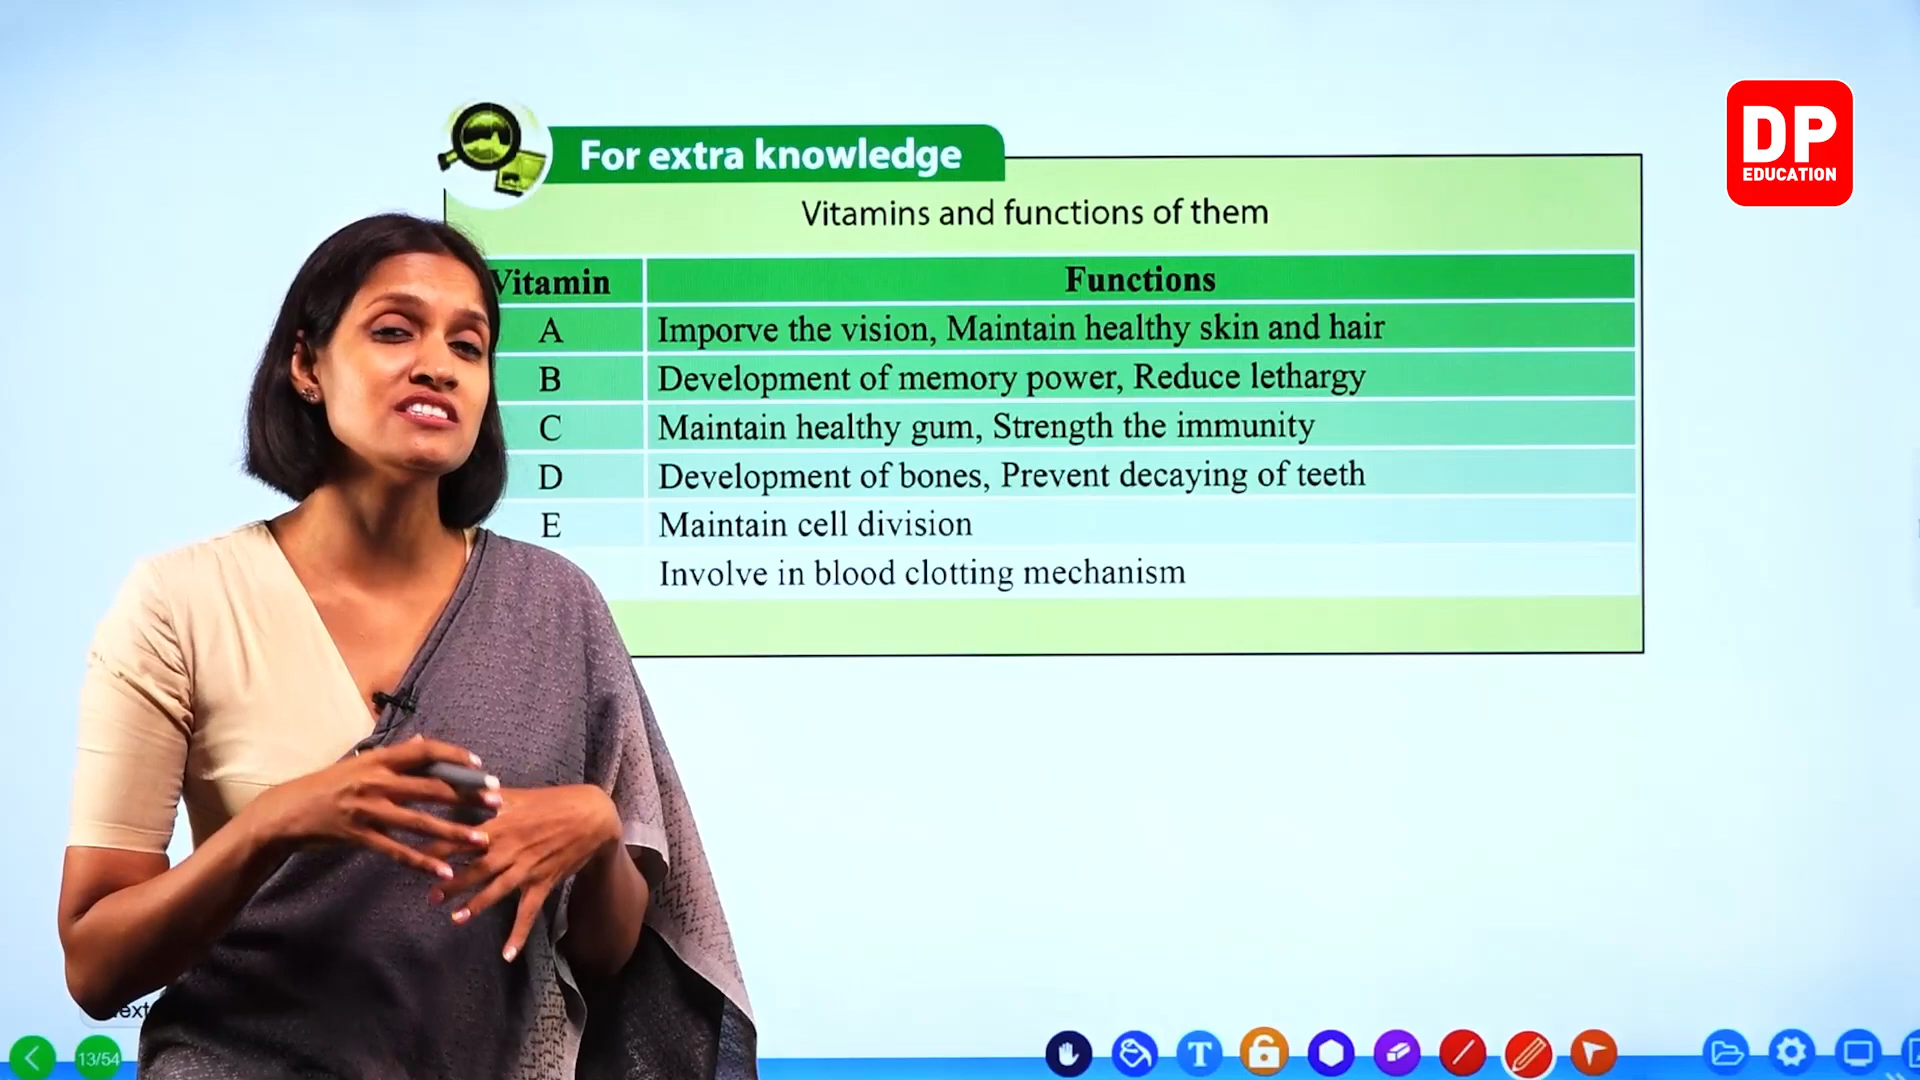 DP
EDUCATION
For extra knowledge
Vitamins and functions of them
Vitamin Functions
A Imporve the vision, Maintain healthy skin and hair
B Development of memory power, Reduce lethargy
C Maintain healthy gum, Strength the immunity
D Development of bones, Prevent decaying of teeth
E Maintain cell division
Involve in blood clotting mechanism
13/54
T